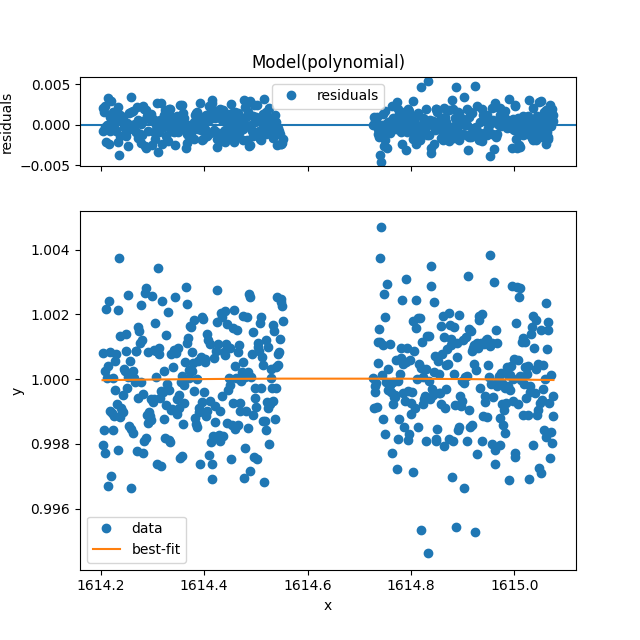 Model(polynomial)
0.005
0.000
−0.005
residuals
residuals
1.004
1.002
1.000
0.998
0.996
y
data
best-fit
1614.2 1614.4 1614.6 1614.8 1615.0
x